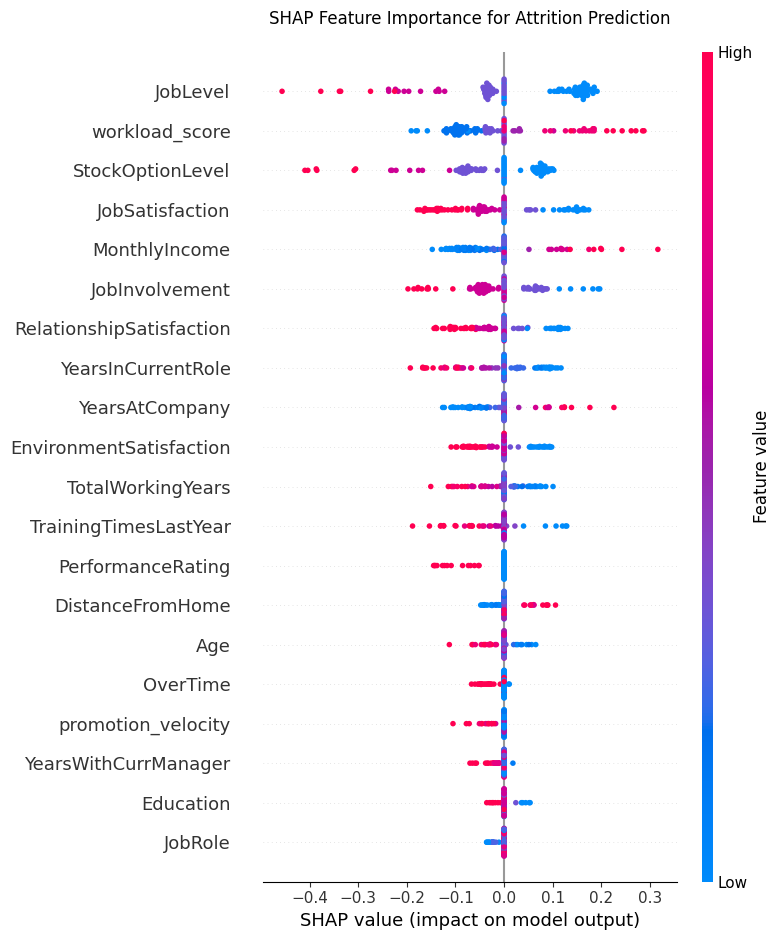 SHAP Feature Importance for Attrition Prediction
High
JobLevel
workload_score
StockOptionLevel
JobSatisfaction
MonthlyIncome
JobInvolvement
RelationshipSatisfaction
YearsInCurrentRole
YearsAtCompany
EnvironmentSatisfaction
TotalWorkingYears
TrainingTimesLastYear
PerformanceRating
DistanceFromHome
Age
OverTime
promotion_velocity
YearsWithCurrManager
Education
JobRole
Feature value
Low
−0.4 −0.3 −0.2 −0.1 0.0 0.1 0.2 0.3
SHAP value (impact on model output)